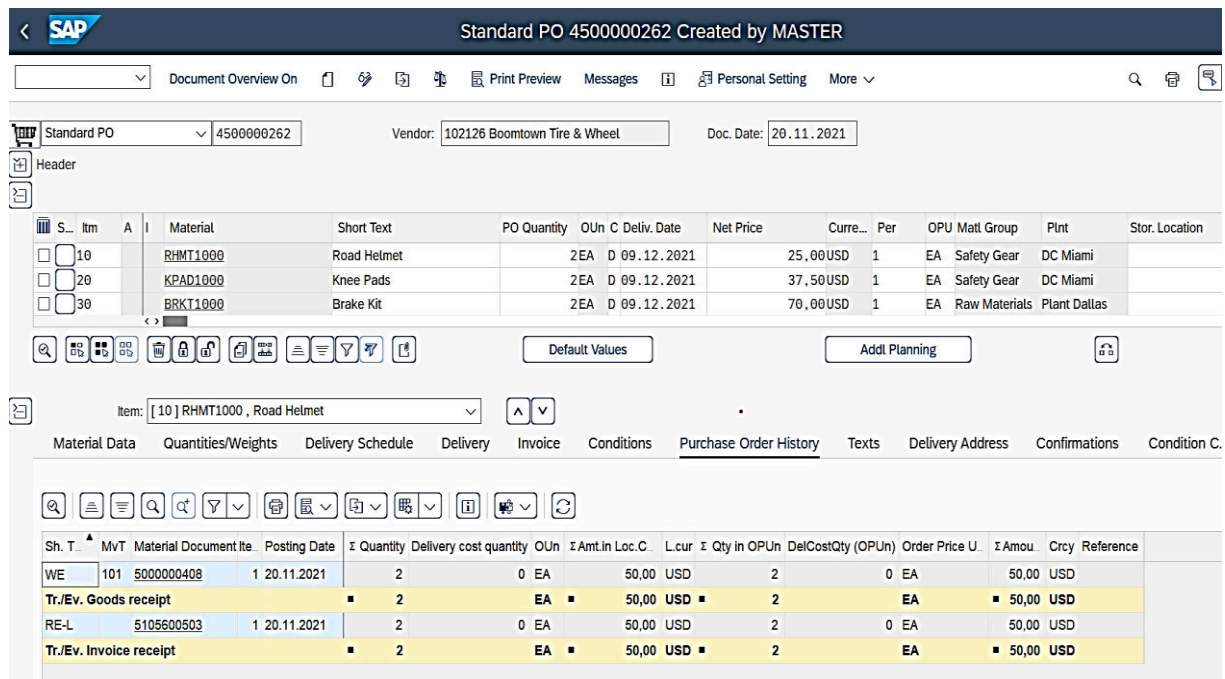 SAP Standard PO 4500000262 Created by MASTER
Document Overview On Print Preview Messages Personal Setting More
Standard PO 4500000262 Vendor: 102126 Boomtown Tire & Wheel Doc. Date: 20.11.2021
Header
S... Itm A I Material Short Text PO Quantity OUn C Deliv. Date Net Price Curre... Per OPU Matl Group Plnt Stor. Location
10 RHMT1000 Road Helmet 2 EA D 09.12.2021 25,00 USD 1 EA Safety Gear DC Miami
20 KPAD1000 Knee Pads 2 EA D 09.12.2021 37,50 USD 1 EA Safety Gear DC Miami
30 BRKT1000 Brake Kit 2 EA D 09.12.2021 70,00 USD 1 EA Raw Materials Plant Dallas
Default Values Addl Planning
Item: [ 10 ] RHMT1000 , Road Helmet
Material Data Quantities/Weights Delivery Schedule Delivery Invoice Conditions Purchase Order History Texts Delivery Address Confirmations Condition C.
Sh. T... MvT Material Document Ite... Posting Date Σ Quantity Delivery cost quantity OUn Σ Amt.in Loc.C... L.cur Σ Qty in OPUn DelCostQty (OPUn) Order Price U... Σ Amou... Crcy Reference
WE 101 5000000408 1 20.11.2021 2 0 EA 50,00 USD 2 0 EA 50,00 USD
Tr./Ev. Goods receipt ▪ 2 EA ▪ 50,00 USD ▪ 2 EA ▪ 50,00 USD
RE-L 5105600503 1 20.11.2021 2 0 EA 50,00 USD 2 0 EA 50,00 USD
Tr./Ev. Invoice receipt ▪ 2 EA ▪ 50,00 USD ▪ 2 EA ▪ 50,00 USD